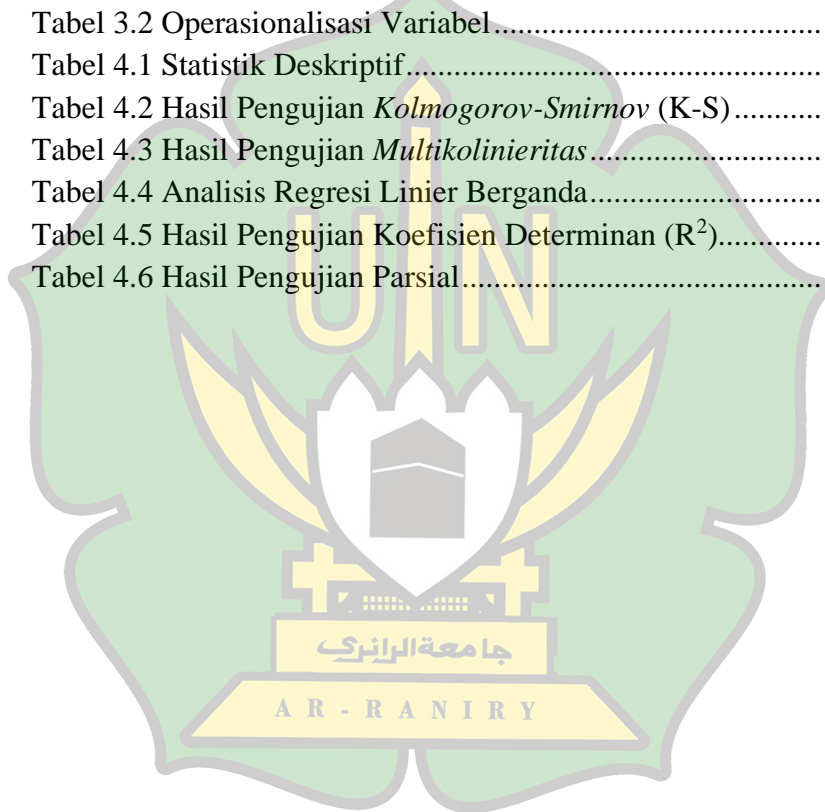 Tabel 3.2 Operasionalisasi Variabel..............................................
Tabel 4.1 Statistik Deskriptif..........................................................
Tabel 4.2 Hasil Pengujian Kolmogorov-Smirnov (K-S)............
Tabel 4.3 Hasil Pengujian Multikolinieritas................................
Tabel 4.4 Analisis Regresi Linier Berganda................................
Tabel 4.5 Hasil Pengujian Koefisien Determinan (R²)..............
Tabel 4.6 Hasil Pengujian Parsial..................................................
UIN
جامعةالرانري
AR-RANIRY